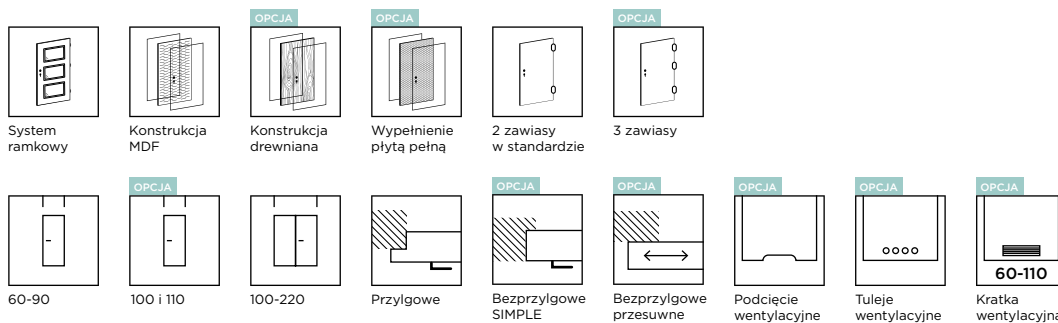 OPCJA
OPCJA
OPCJA
System
ramkowy
Konstrukcja
MDF
Konstrukcja
drewniana
Wypełnienie
płytą pełną
2 zawiasy
w standardzie
3 zawiasy
OPCJA
OPCJA
OPCJA
OPCJA
OPCJA
OPCJA
60-110
60-90
100 i 110
100-220
Przylgowe
Bezprzylgowe
SIMPLE
Bezprzylgowe
przesuwne
Podcięcie
wentylacyjne
Tuleje
wentylacyjne
Kratka
wentylacyjna